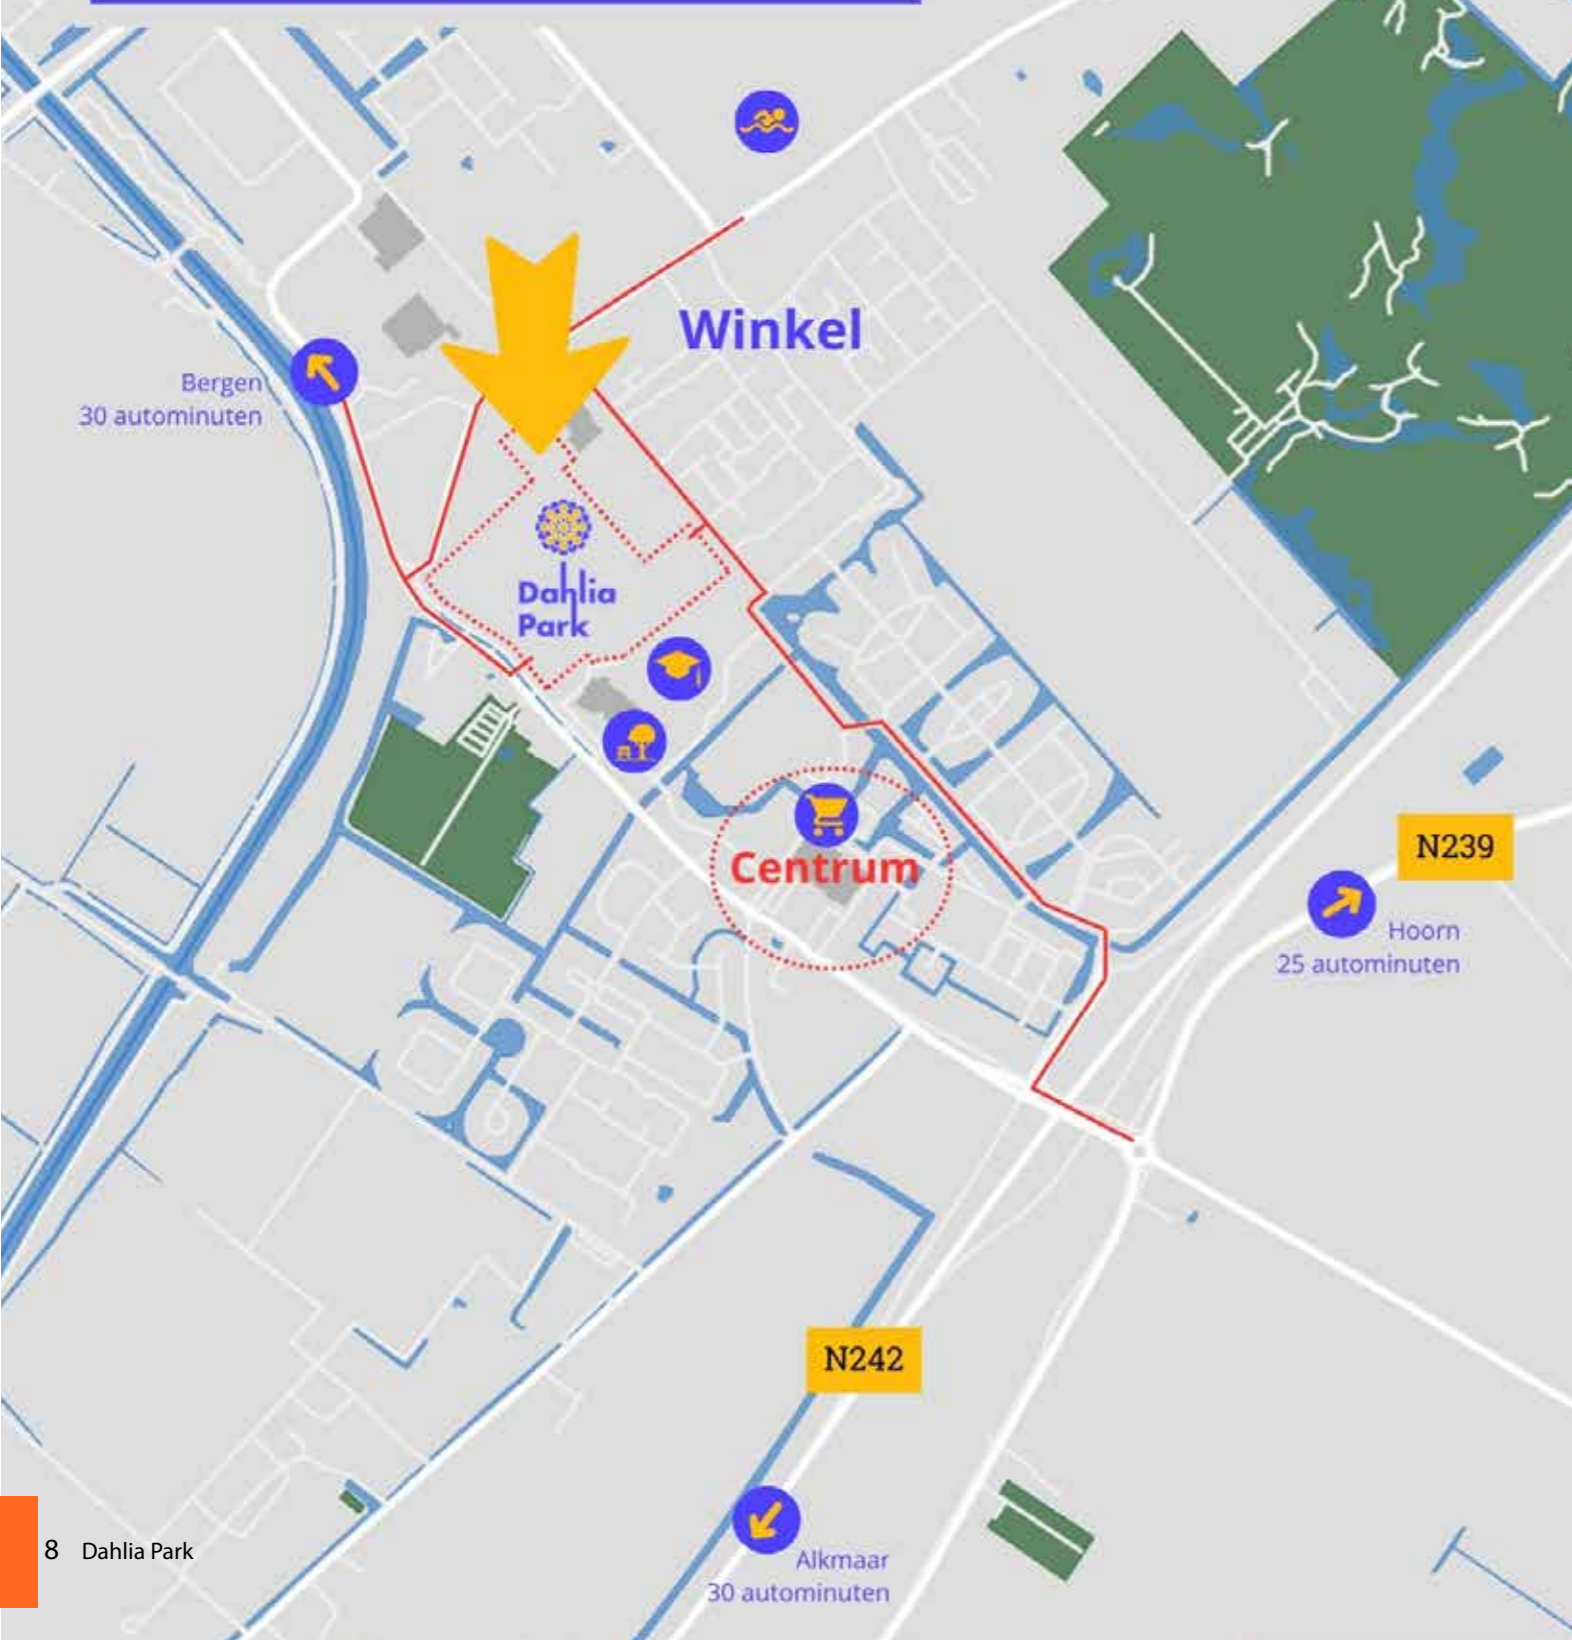 Winkel
Bergen
30 autominuten
Dahlia
Park
Centrum
N239
Hoorn
25 autominuten
N242
Alkmaar
30 autominuten
8 Dahlia Park